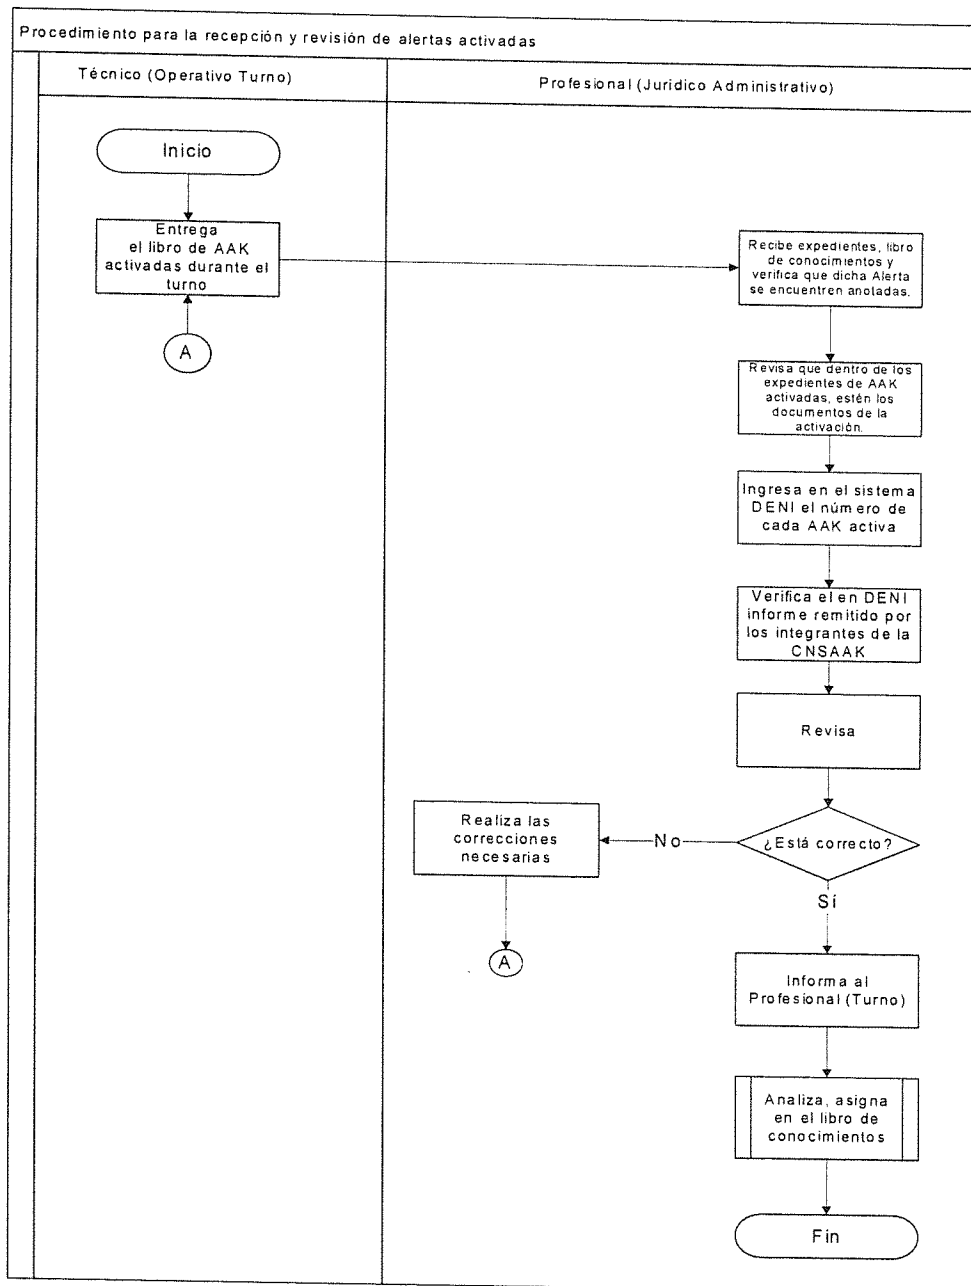 Procedimiento para la recepción y revisión de alertas activadas
Técnico (Operativo Turno)
Profesional (Jurídico Administrativo)
Inicio
Entrega
el libro de AAK
activadas durante el
turno
A
Recibe expedientes, libro
de conocimientos y
verifica que dicha Alerta
se encuentren anotadas.
Revisa que dentro de los
expedientes de AAK
activadas, estén los
documentos de la
activación.
Ingresa en el sistema
DENI el número de
cada AAK activa
Verifica el en DENI
informe remitido por
los integrantes de la
CNSAAK
Revisa
¿Está correcto?
No
Realiza las
correcciones
necesarias
A
Sí
Informa al
Profesional (Turno)
Analiza, asigna
en el libro de
conocimientos
Fin